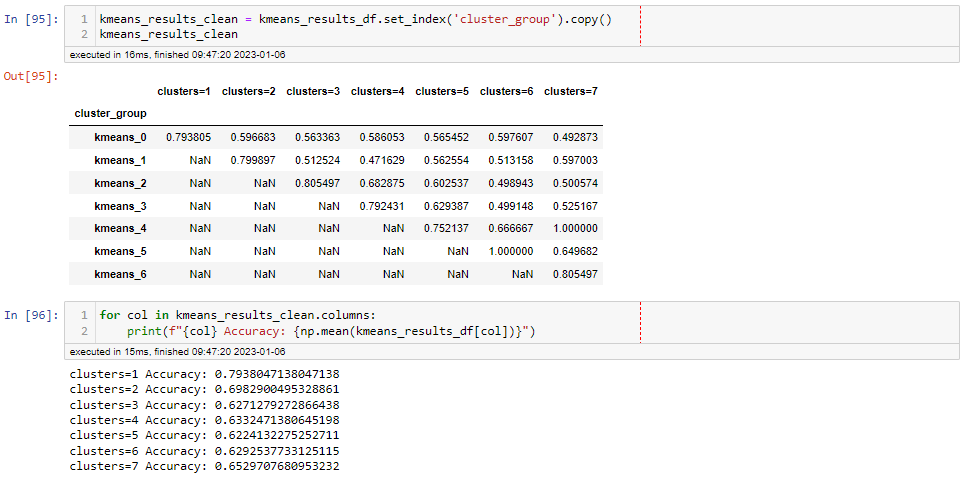 In [95]:
1 kmeans_results_clean = kmeans_results_df.set_index('cluster_group').copy()
2 kmeans_results_clean
executed in 16ms, finished 09:47:20 2023-01-06
Out[95]:
clusters=1 clusters=2 clusters=3 clusters=4 clusters=5 clusters=6 clusters=7
cluster_group
kmeans_0 0.793805 0.596683 0.563363 0.586053 0.565452 0.597607 0.492873
kmeans_1 NaN 0.799897 0.512524 0.471629 0.562554 0.513158 0.597003
kmeans_2 NaN NaN 0.805497 0.682875 0.602537 0.498943 0.500574
kmeans_3 NaN NaN NaN 0.792431 0.629387 0.499148 0.525167
kmeans_4 NaN NaN NaN NaN 0.752137 0.666667 1.000000
kmeans_5 NaN NaN NaN NaN NaN 1.000000 0.649682
kmeans_6 NaN NaN NaN NaN NaN NaN 0.805497
In [96]:
1 for col in kmeans_results_clean.columns:
2 print(f"{col} Accuracy: {np.mean(kmeans_results_df[col])}")
executed in 15ms, finished 09:47:20 2023-01-06
clusters=1 Accuracy: 0.7938047138047138
clusters=2 Accuracy: 0.6982900495328861
clusters=3 Accuracy: 0.6271279272866438
clusters=4 Accuracy: 0.6332471380645198
clusters=5 Accuracy: 0.6224132275252711
clusters=6 Accuracy: 0.6292537733125115
clusters=7 Accuracy: 0.6529707680953232